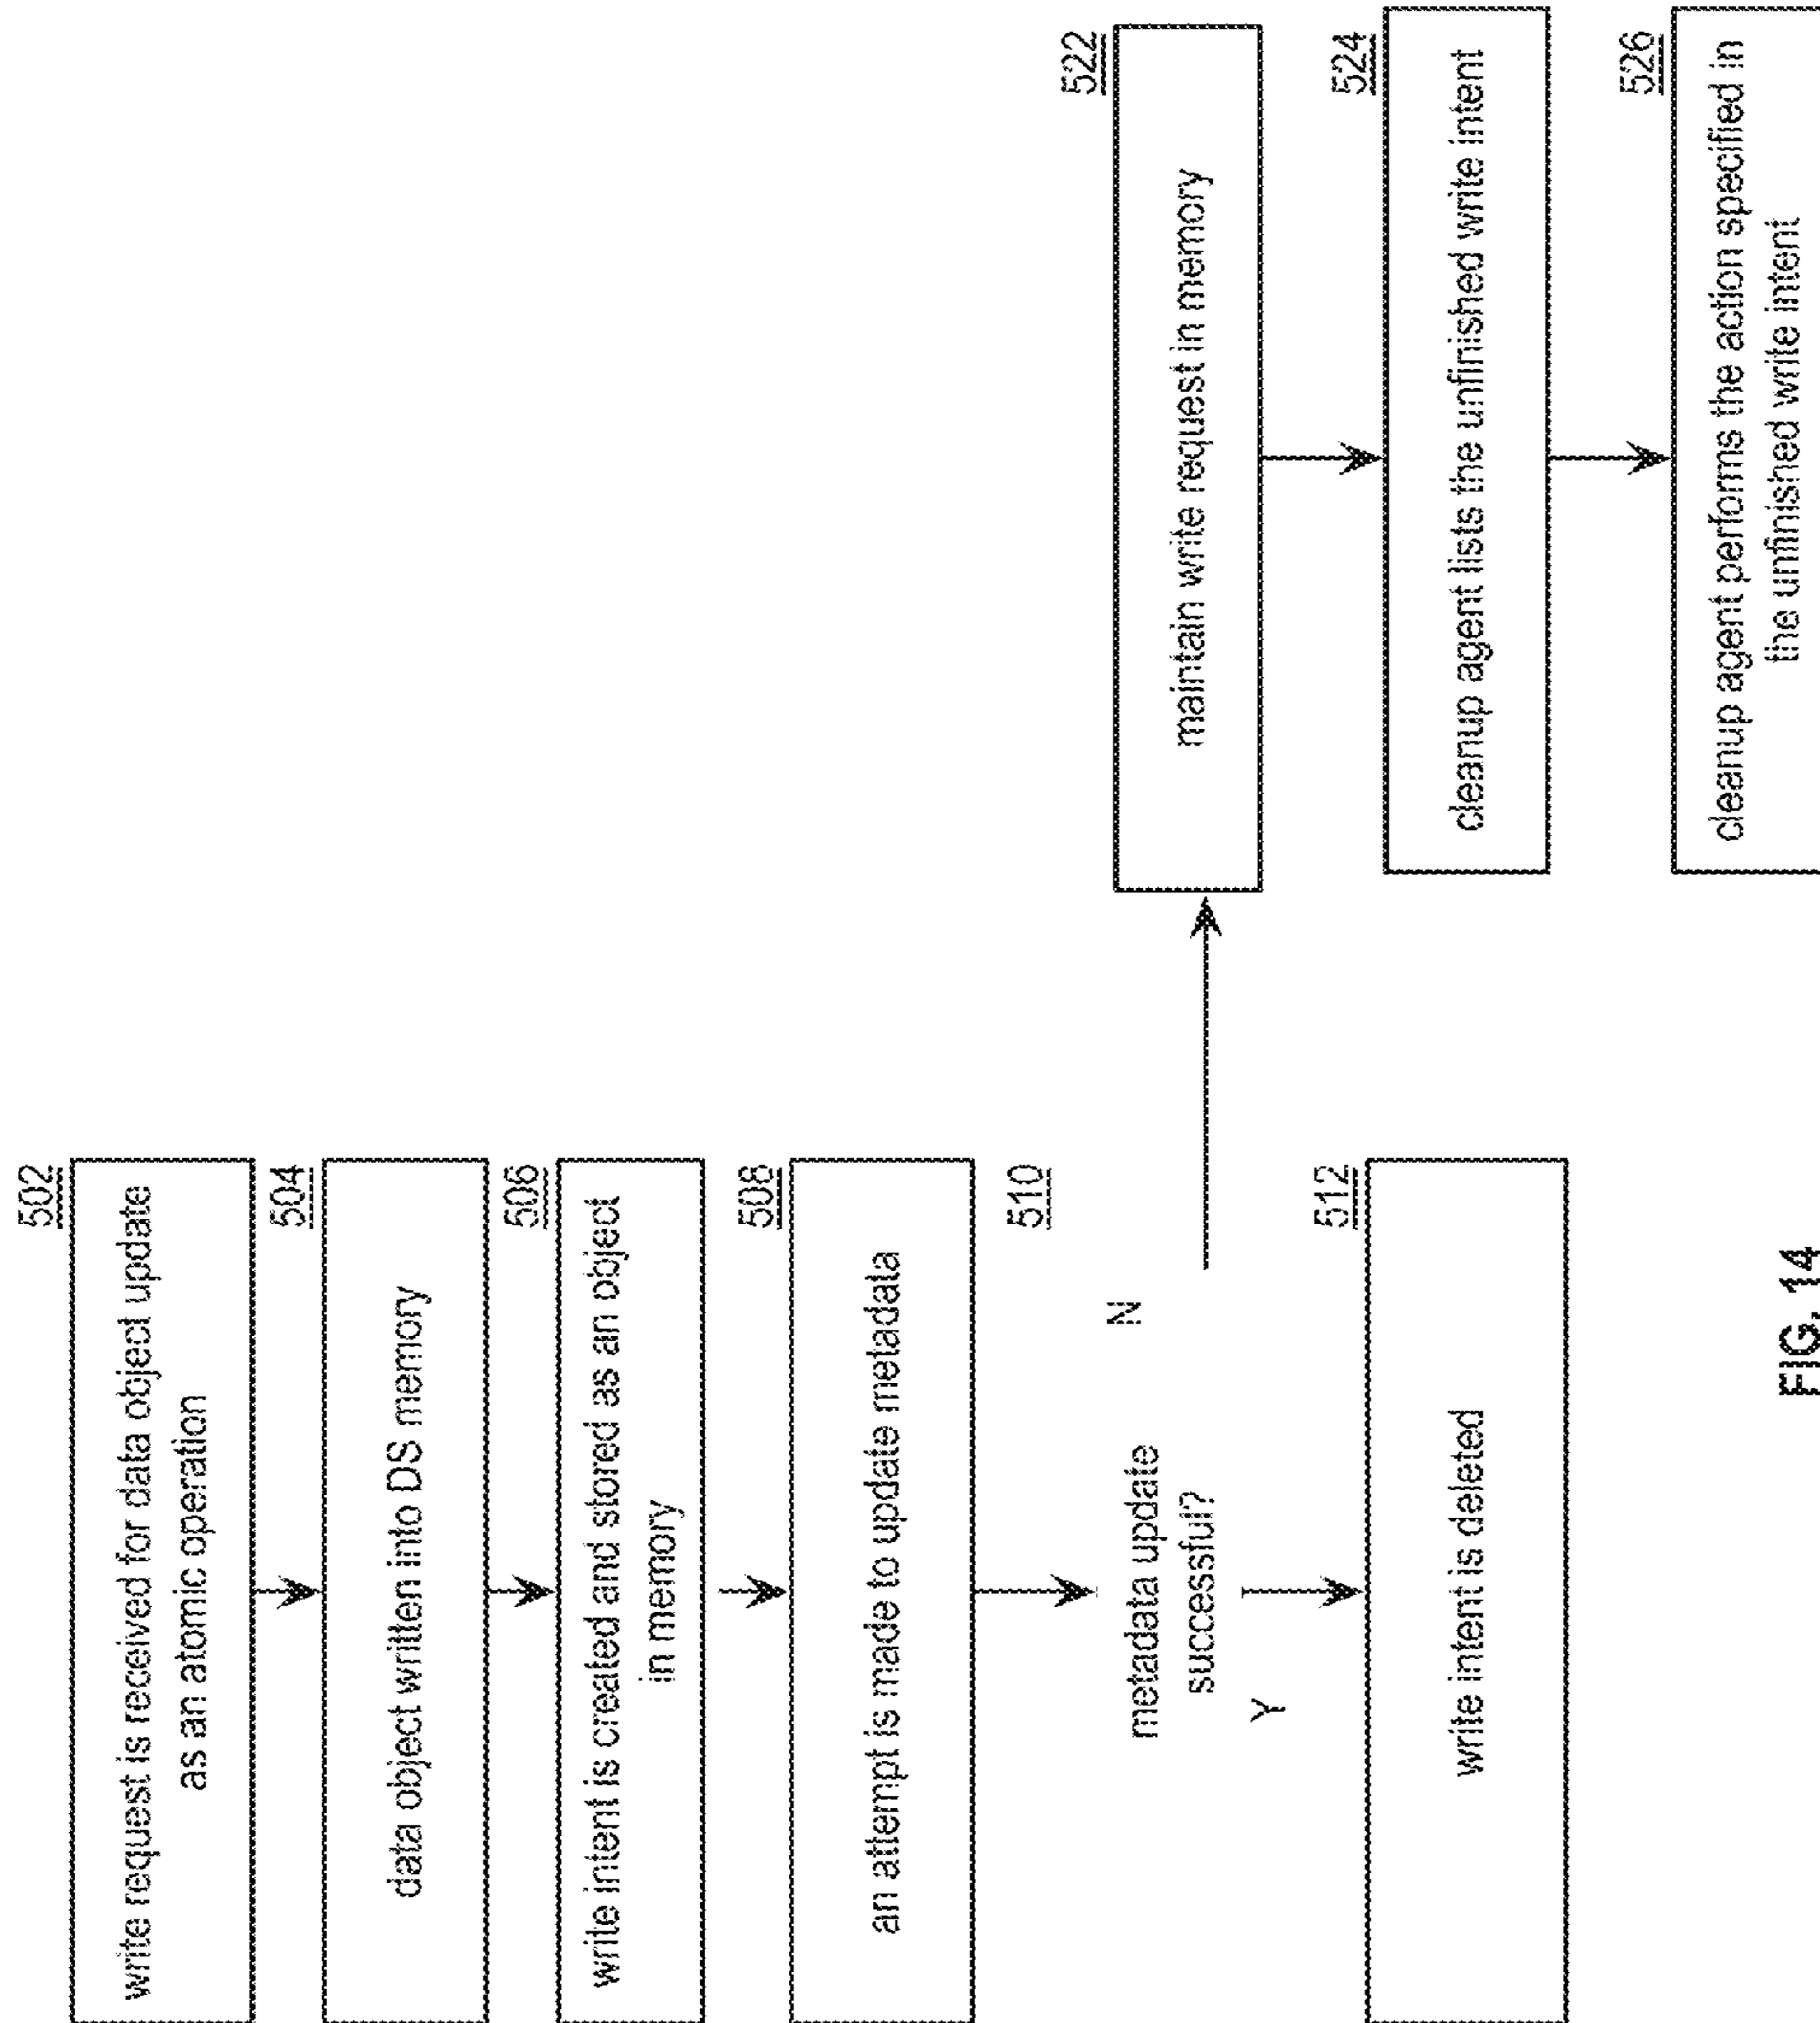 502
write request is received for data object update
as an atomic operation
504
data object written into DS memory
506
write intent is created and stored as an object
in memory
508
an attempt is made to update metadata
510
metadata update
successful?
N
Y
512
write intent is deleted
522
maintain write request in memory
524
cleanup agent lists the unfinished write intent
526
cleanup agent performs the action specified in
the unfinished write intent
FIG. 14